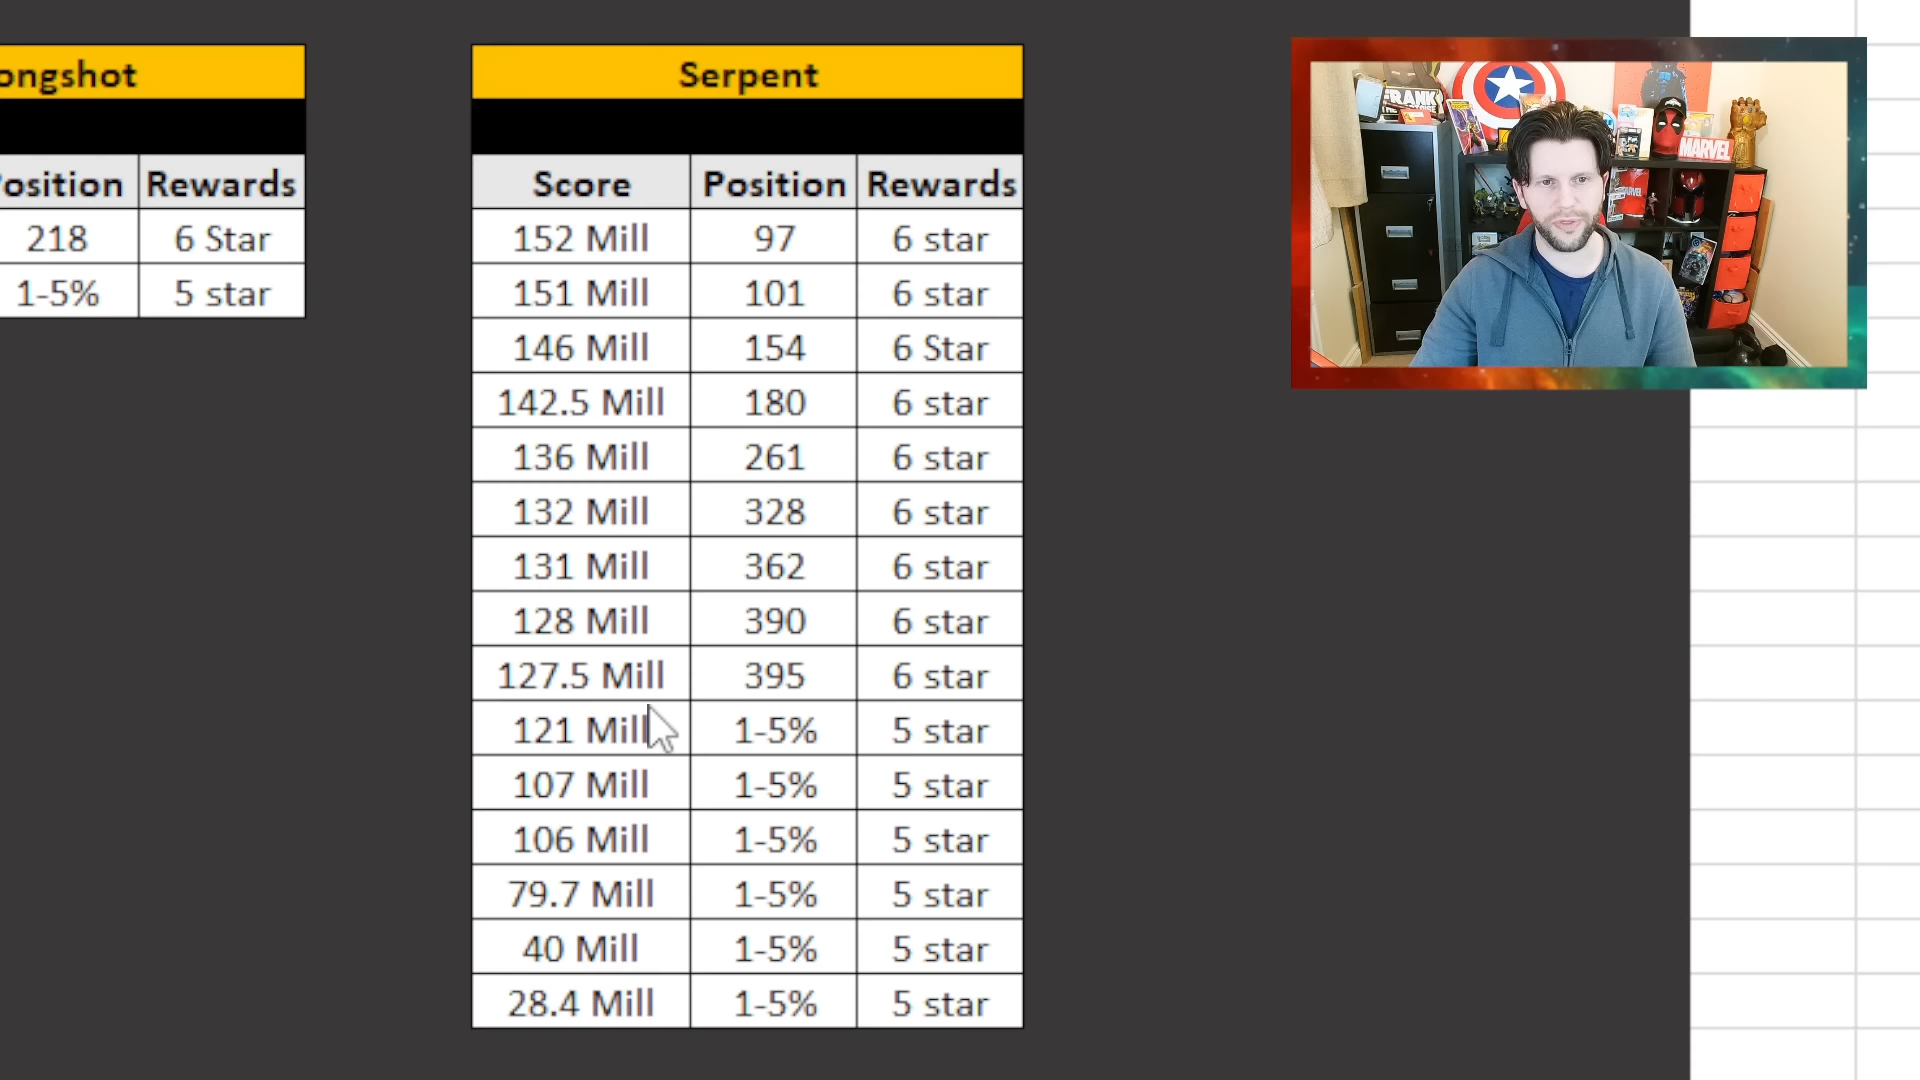 ongshot
Position Rewards
218 6 Star
1-5% 5 star
Serpent
Score Position Rewards
152 Mill 97 6 star
151 Mill 101 6 star
146 Mill 154 6 Star
142.5 Mill 180 6 star
136 Mill 261 6 star
132 Mill 328 6 star
131 Mill 362 6 star
128 Mill 390 6 star
127.5 Mill 395 6 star
121 Mill 1-5% 5 star
107 Mill 1-5% 5 star
106 Mill 1-5% 5 star
79.7 Mill 1-5% 5 star
40 Mill 1-5% 5 star
28.4 Mill 1-5% 5 star
FRANK
MARVEL
MARVEL